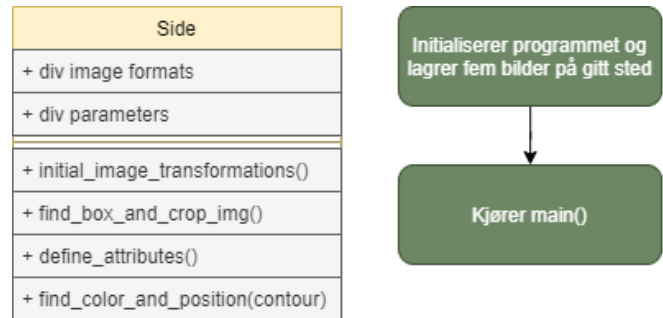 Side
+ div image formats
+ div parameters
+ initial_image_transformations()
+ find_box_and_crop_img()
+ define_attributes()
+ find_color_and_position(contour)
Initialiserer programmet og
lagrer fem bilder på gitt sted
Kjører main()